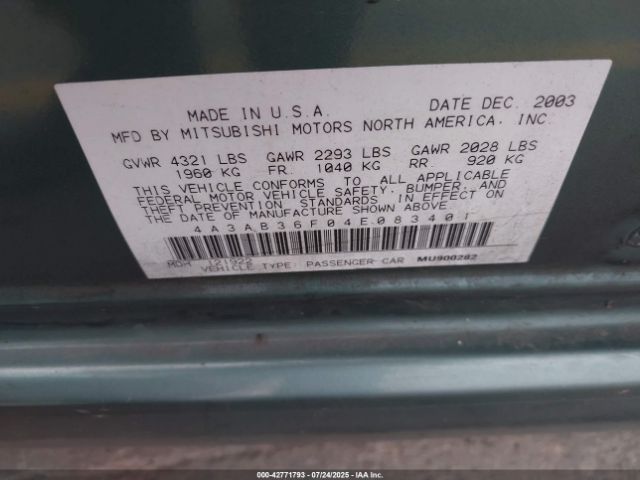 MADE IN U.S.A. DATE DEC. 2003
MFD BY MITSUBISHI MOTORS NORTH AMERICA, INC.
GVWR 4321 LBS GAWR 2293 LBS GAWR 2028 LBS
1960 KG FR. 1040 KG RR. 920 KG
THIS VEHICLE CONFORMS TO ALL APPLICABLE
FEDERAL MOTOR VEHICLE SAFETY, BUMPER, AND
THEFT PREVENTION STANDARDS IN EFFECT ON
THE DATE OF MANUFACTURE SHOWN ABOVE.
4A3AB36F04E083401
MDH 121922
VEHICLE TYPE: PASSENGER CAR MU900282
000-42771793 - 07/24/2025 - IAA Inc.